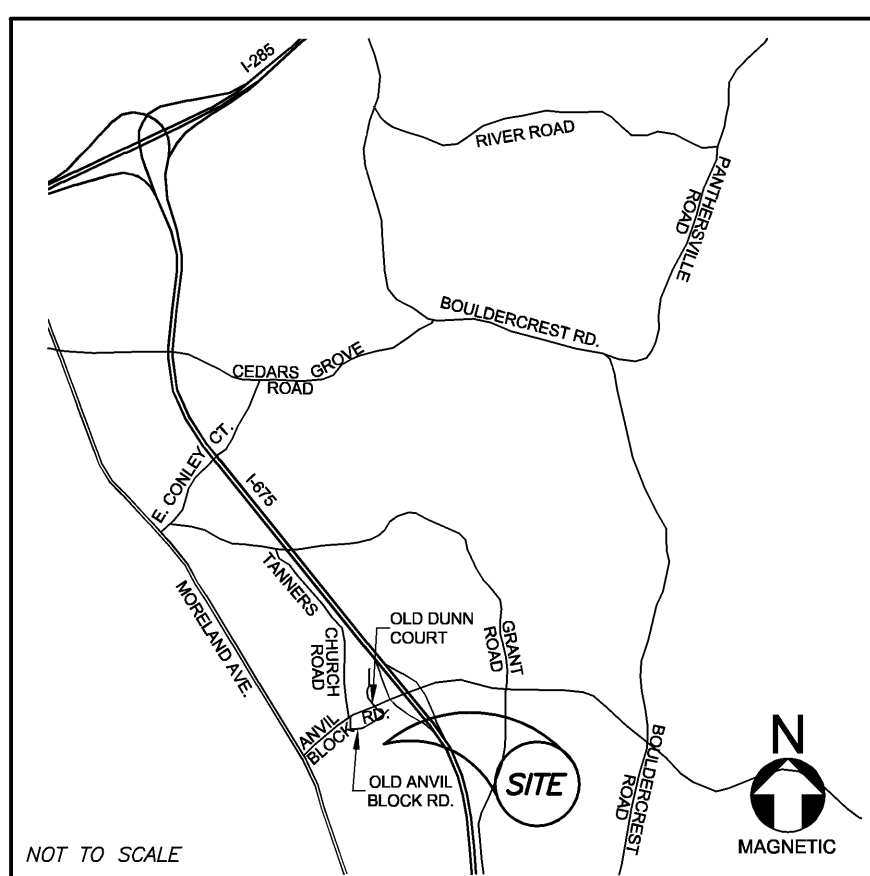 I-285
RIVER ROAD
PANTHERSVILLE
ROAD
BOULDERCREST RD.
CEDARS GROVE
ROAD
E. CONLEY CT.
I-675
TANNERS
CHURCH
ROAD
MORELAND AVE.
OLD DUNN
COURT
GRANT
ROAD
ANVIL
BLOCK RD.
OLD ANVIL
BLOCK RD.
SITE
BOULDERCREST
ROAD
N
MAGNETIC
NOT TO SCALE